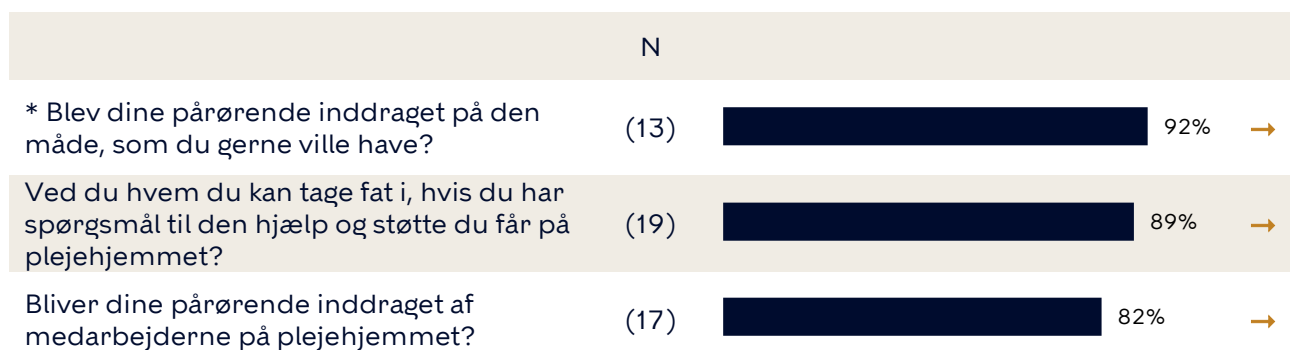 N
* Blev dine pårørende inddraget på den
måde, som du gerne ville have?
(13)
92%
→
Ved du hvem du kan tage fat i, hvis du har
spørgsmål til den hjælp og støtte du får på
plejehjemmet?
(19)
89%
→
Bliver dine pårørende inddraget af
medarbejderne på plejehjemmet?
(17)
82%
→